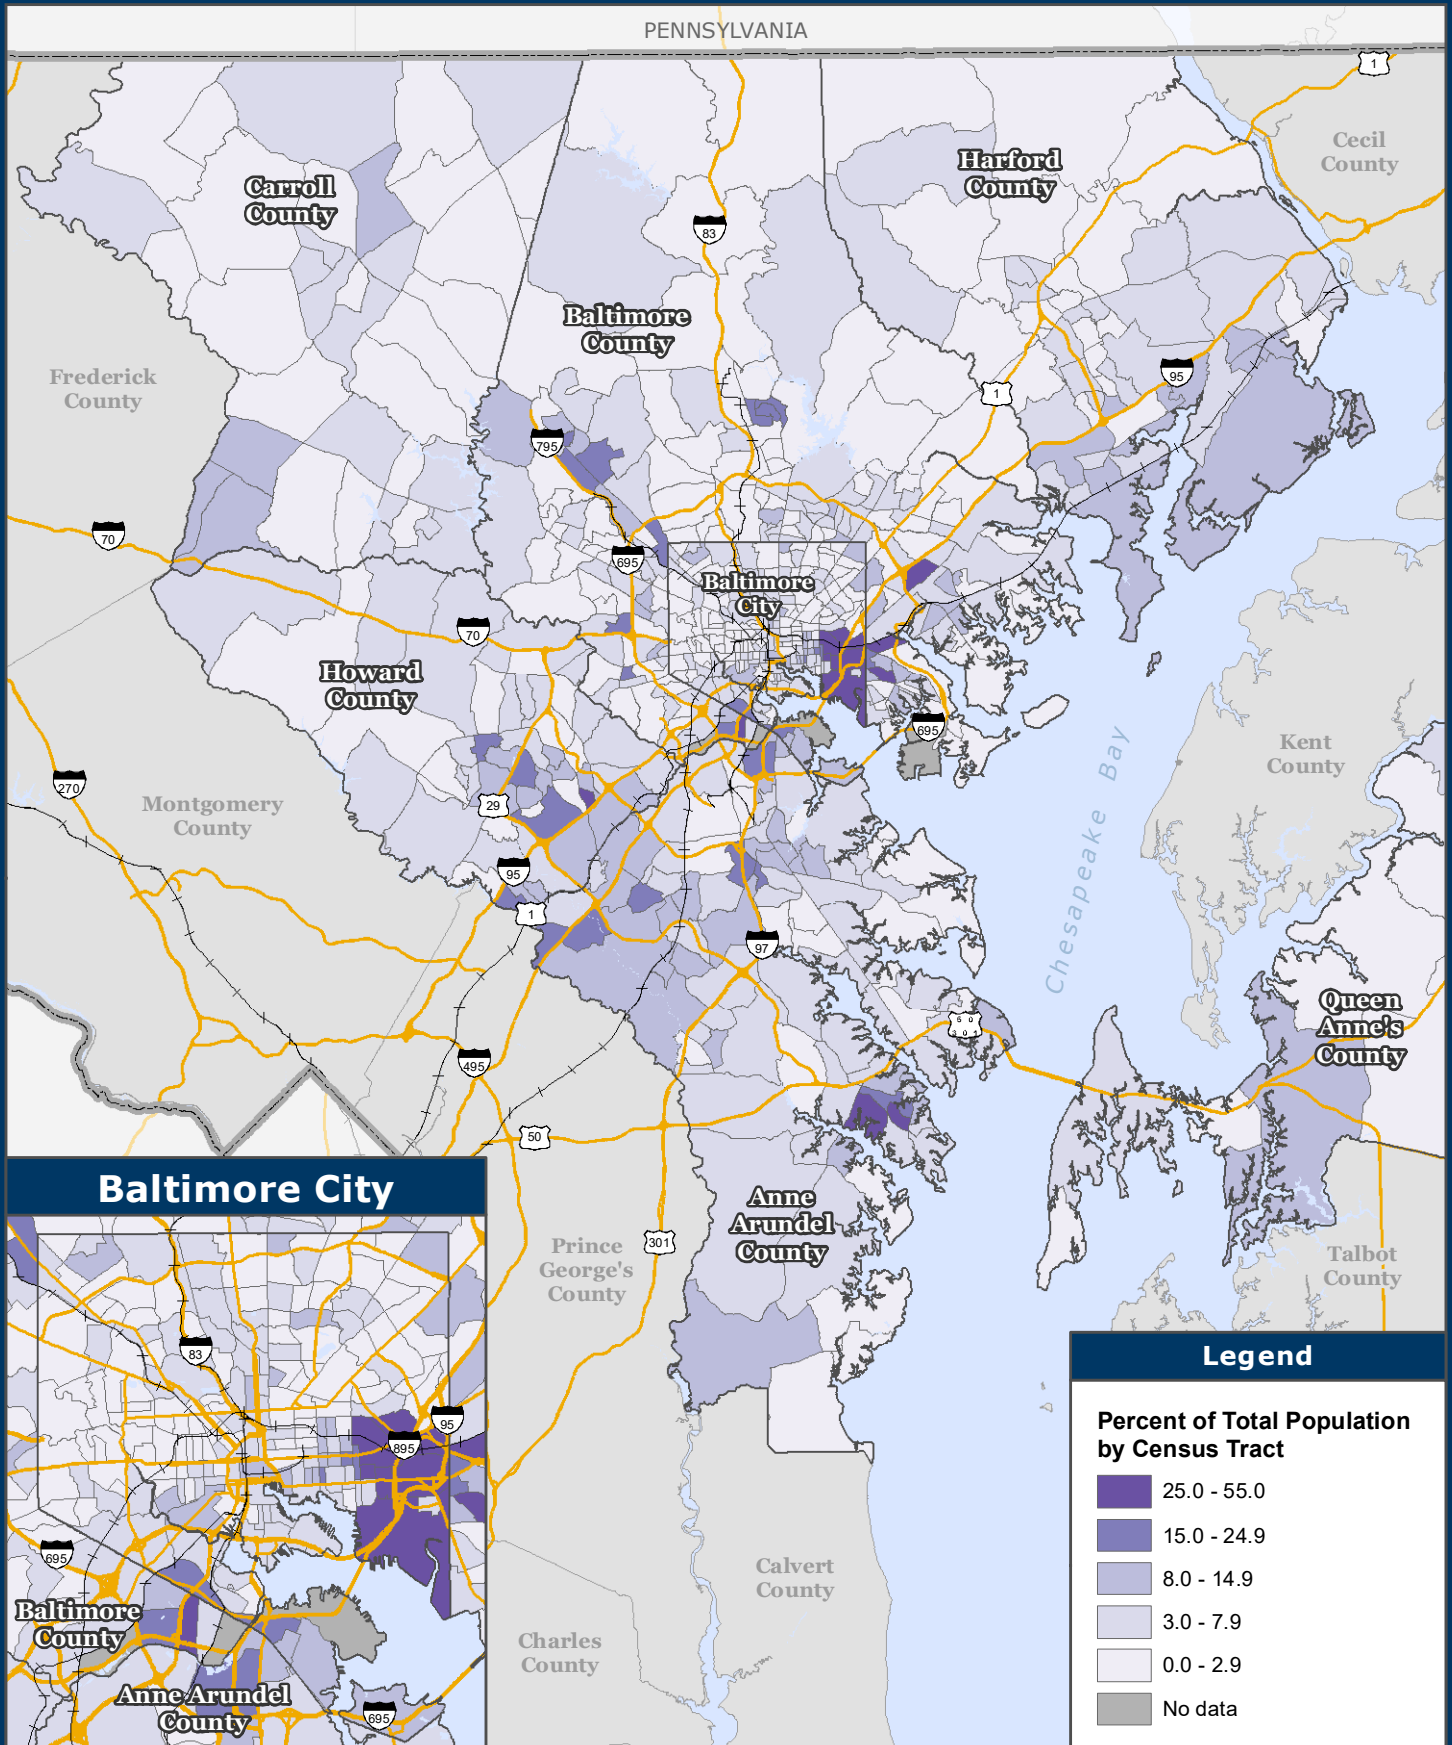 PENNSYLVANIA
1
Cecil
County
Harford
County
Carroll
County
83
Baltimore
County
Frederick
County
95
1
795
70
695
Baltimore
City
70
Howard
County
695
Kent
County
270
Montgomery
County
29
Chesapeake Bay
95
1
97
Queen
Anne's
County
50
301
495
50
Anne
Arundel
County
301
Prince
George's
County
Talbot
County
Calvert
County
Charles
County
Baltimore City
83
95
895
695
Baltimore
County
Anne Arundel
County
695
Legend
Percent of Total Population
by Census Tract
25.0 - 55.0
15.0 - 24.9
8.0 - 14.9
3.0 - 7.9
0.0 - 2.9
No data